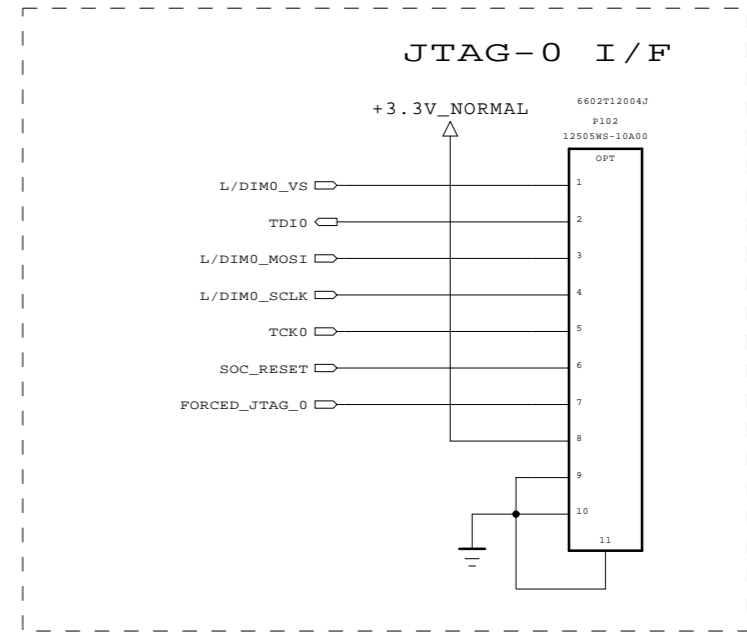 JTAG-0 I/F
+3.3V_NORMAL
6602T12004J
P102
12505WS-10A00
OPT
L/DIM0_VS
1
TDI0
2
L/DIM0_MOSI
3
L/DIM0_SCLK
4
TCK0
5
SOC_RESET
6
FORCED_JTAG_0
7
8
9
10
11